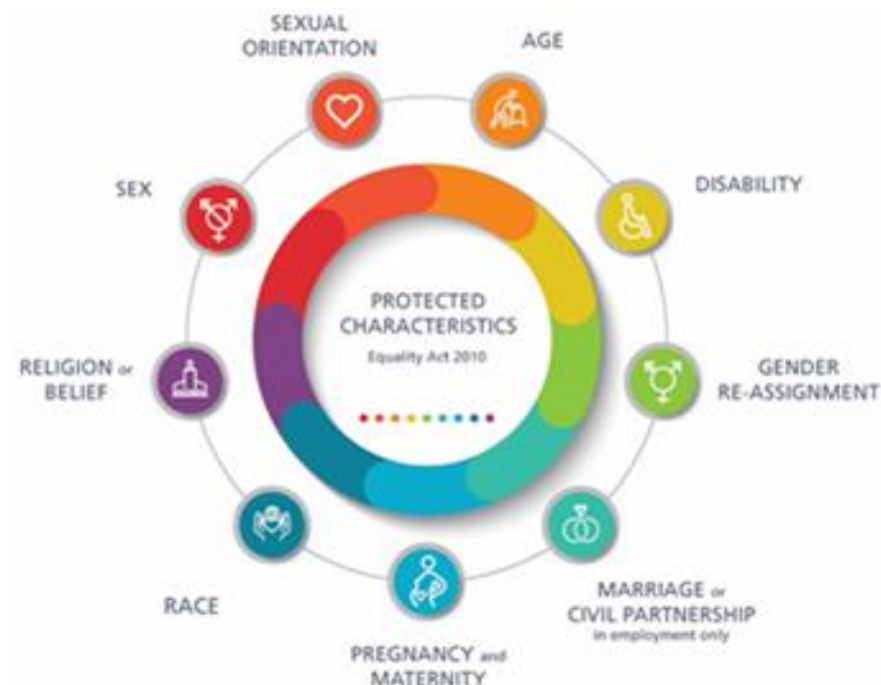 PROTECTED
CHARACTERISTICS
Equality Act 2010
SEXUAL
ORIENTATION
AGE
DISABILITY
GENDER
RE-ASSIGNMENT
MARRIAGE or
CIVIL PARTNERSHIP
in employment only
PREGNANCY and
MATERNITY
RACE
RELIGION or
BELIEF
SEX